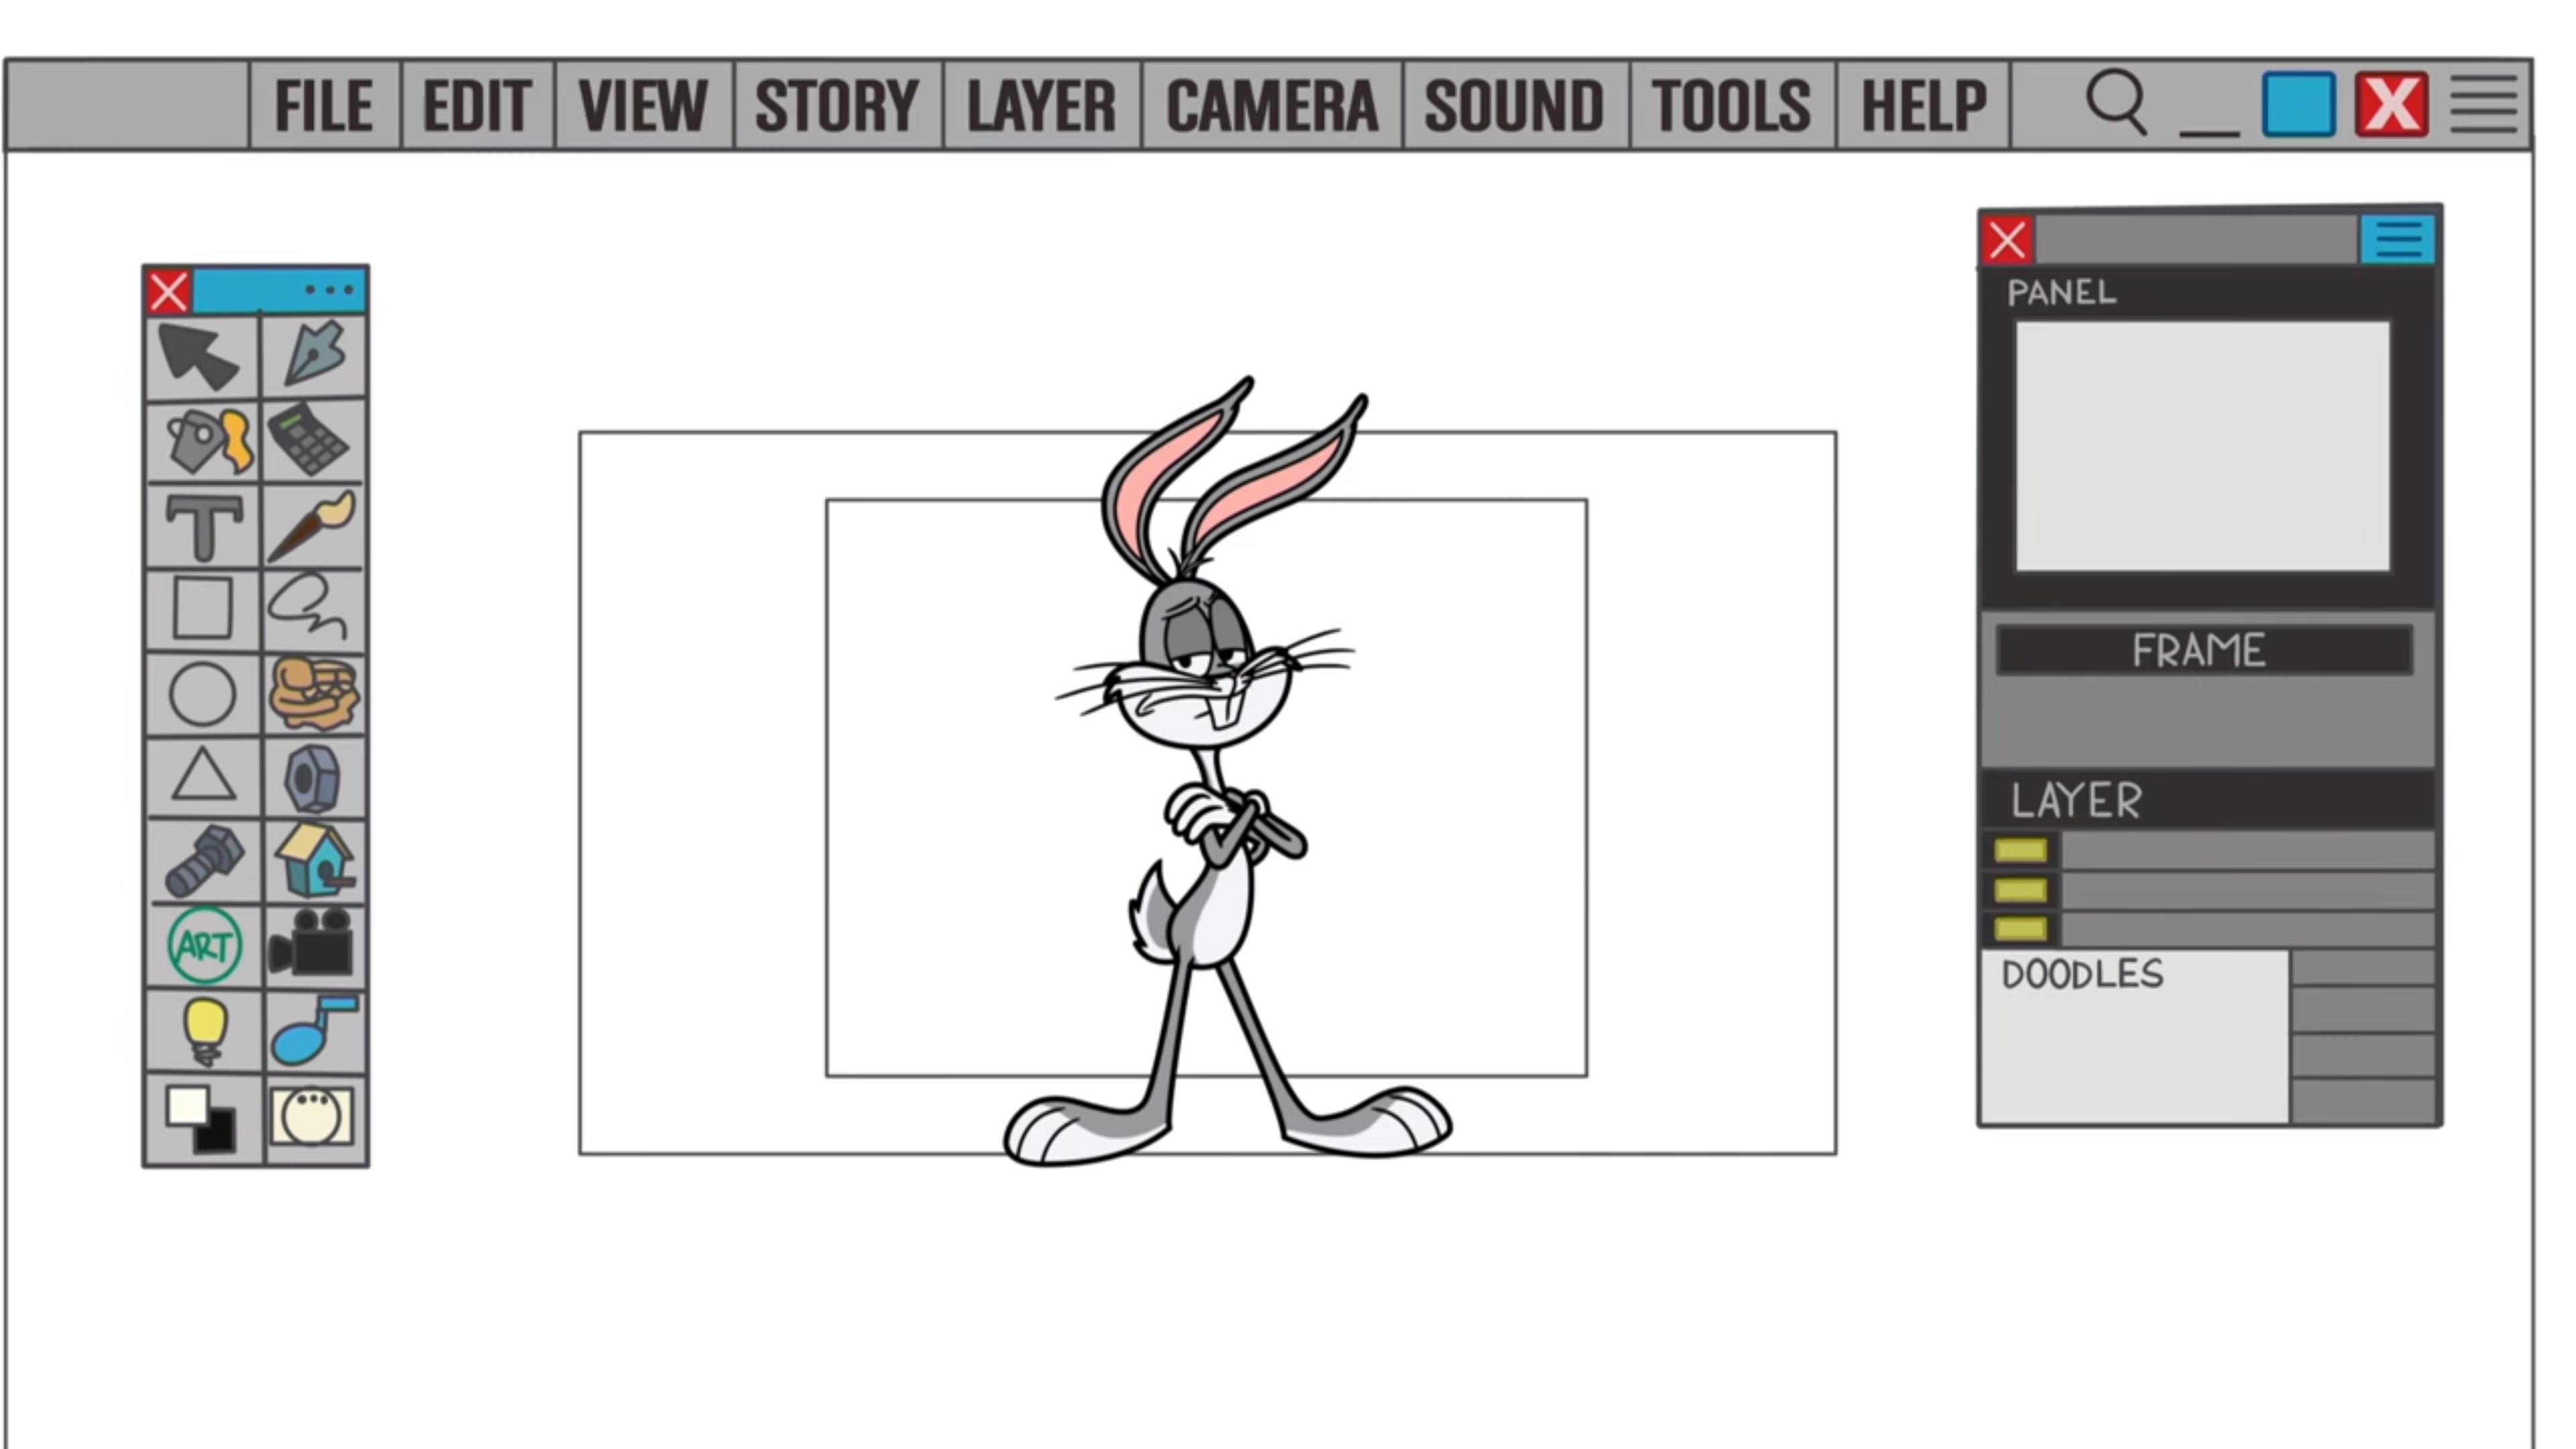 FILE EDIT VIEW STORY LAYER CAMERA SOUND TOOLS HELP
PANEL
FRAME
LAYER
ART
DOODLES